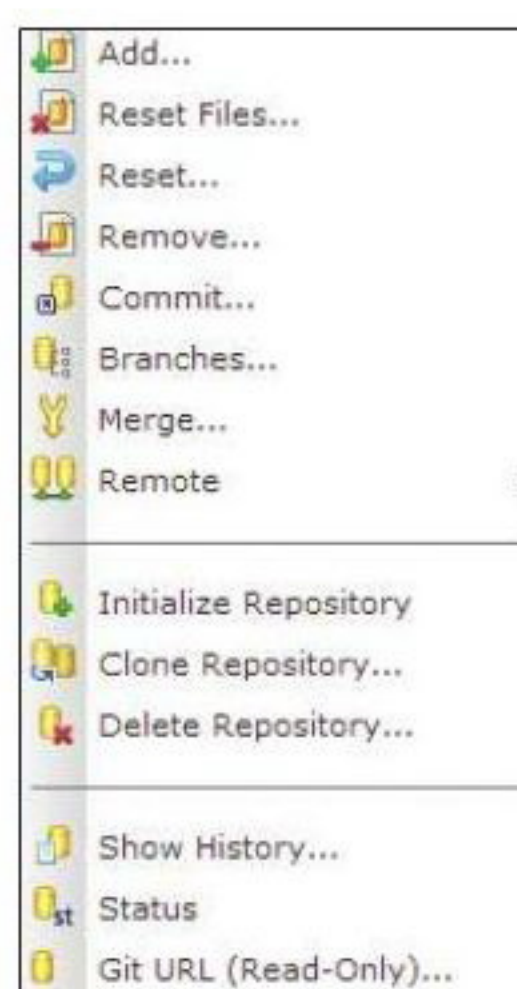 Add...
Reset Files...
Reset...
Remove...
Commit...
Branches...
Merge...
Remote
Initialize Repository
Clone Repository...
Delete Repository...
Show History...
st Status
Git URL (Read-Only)...